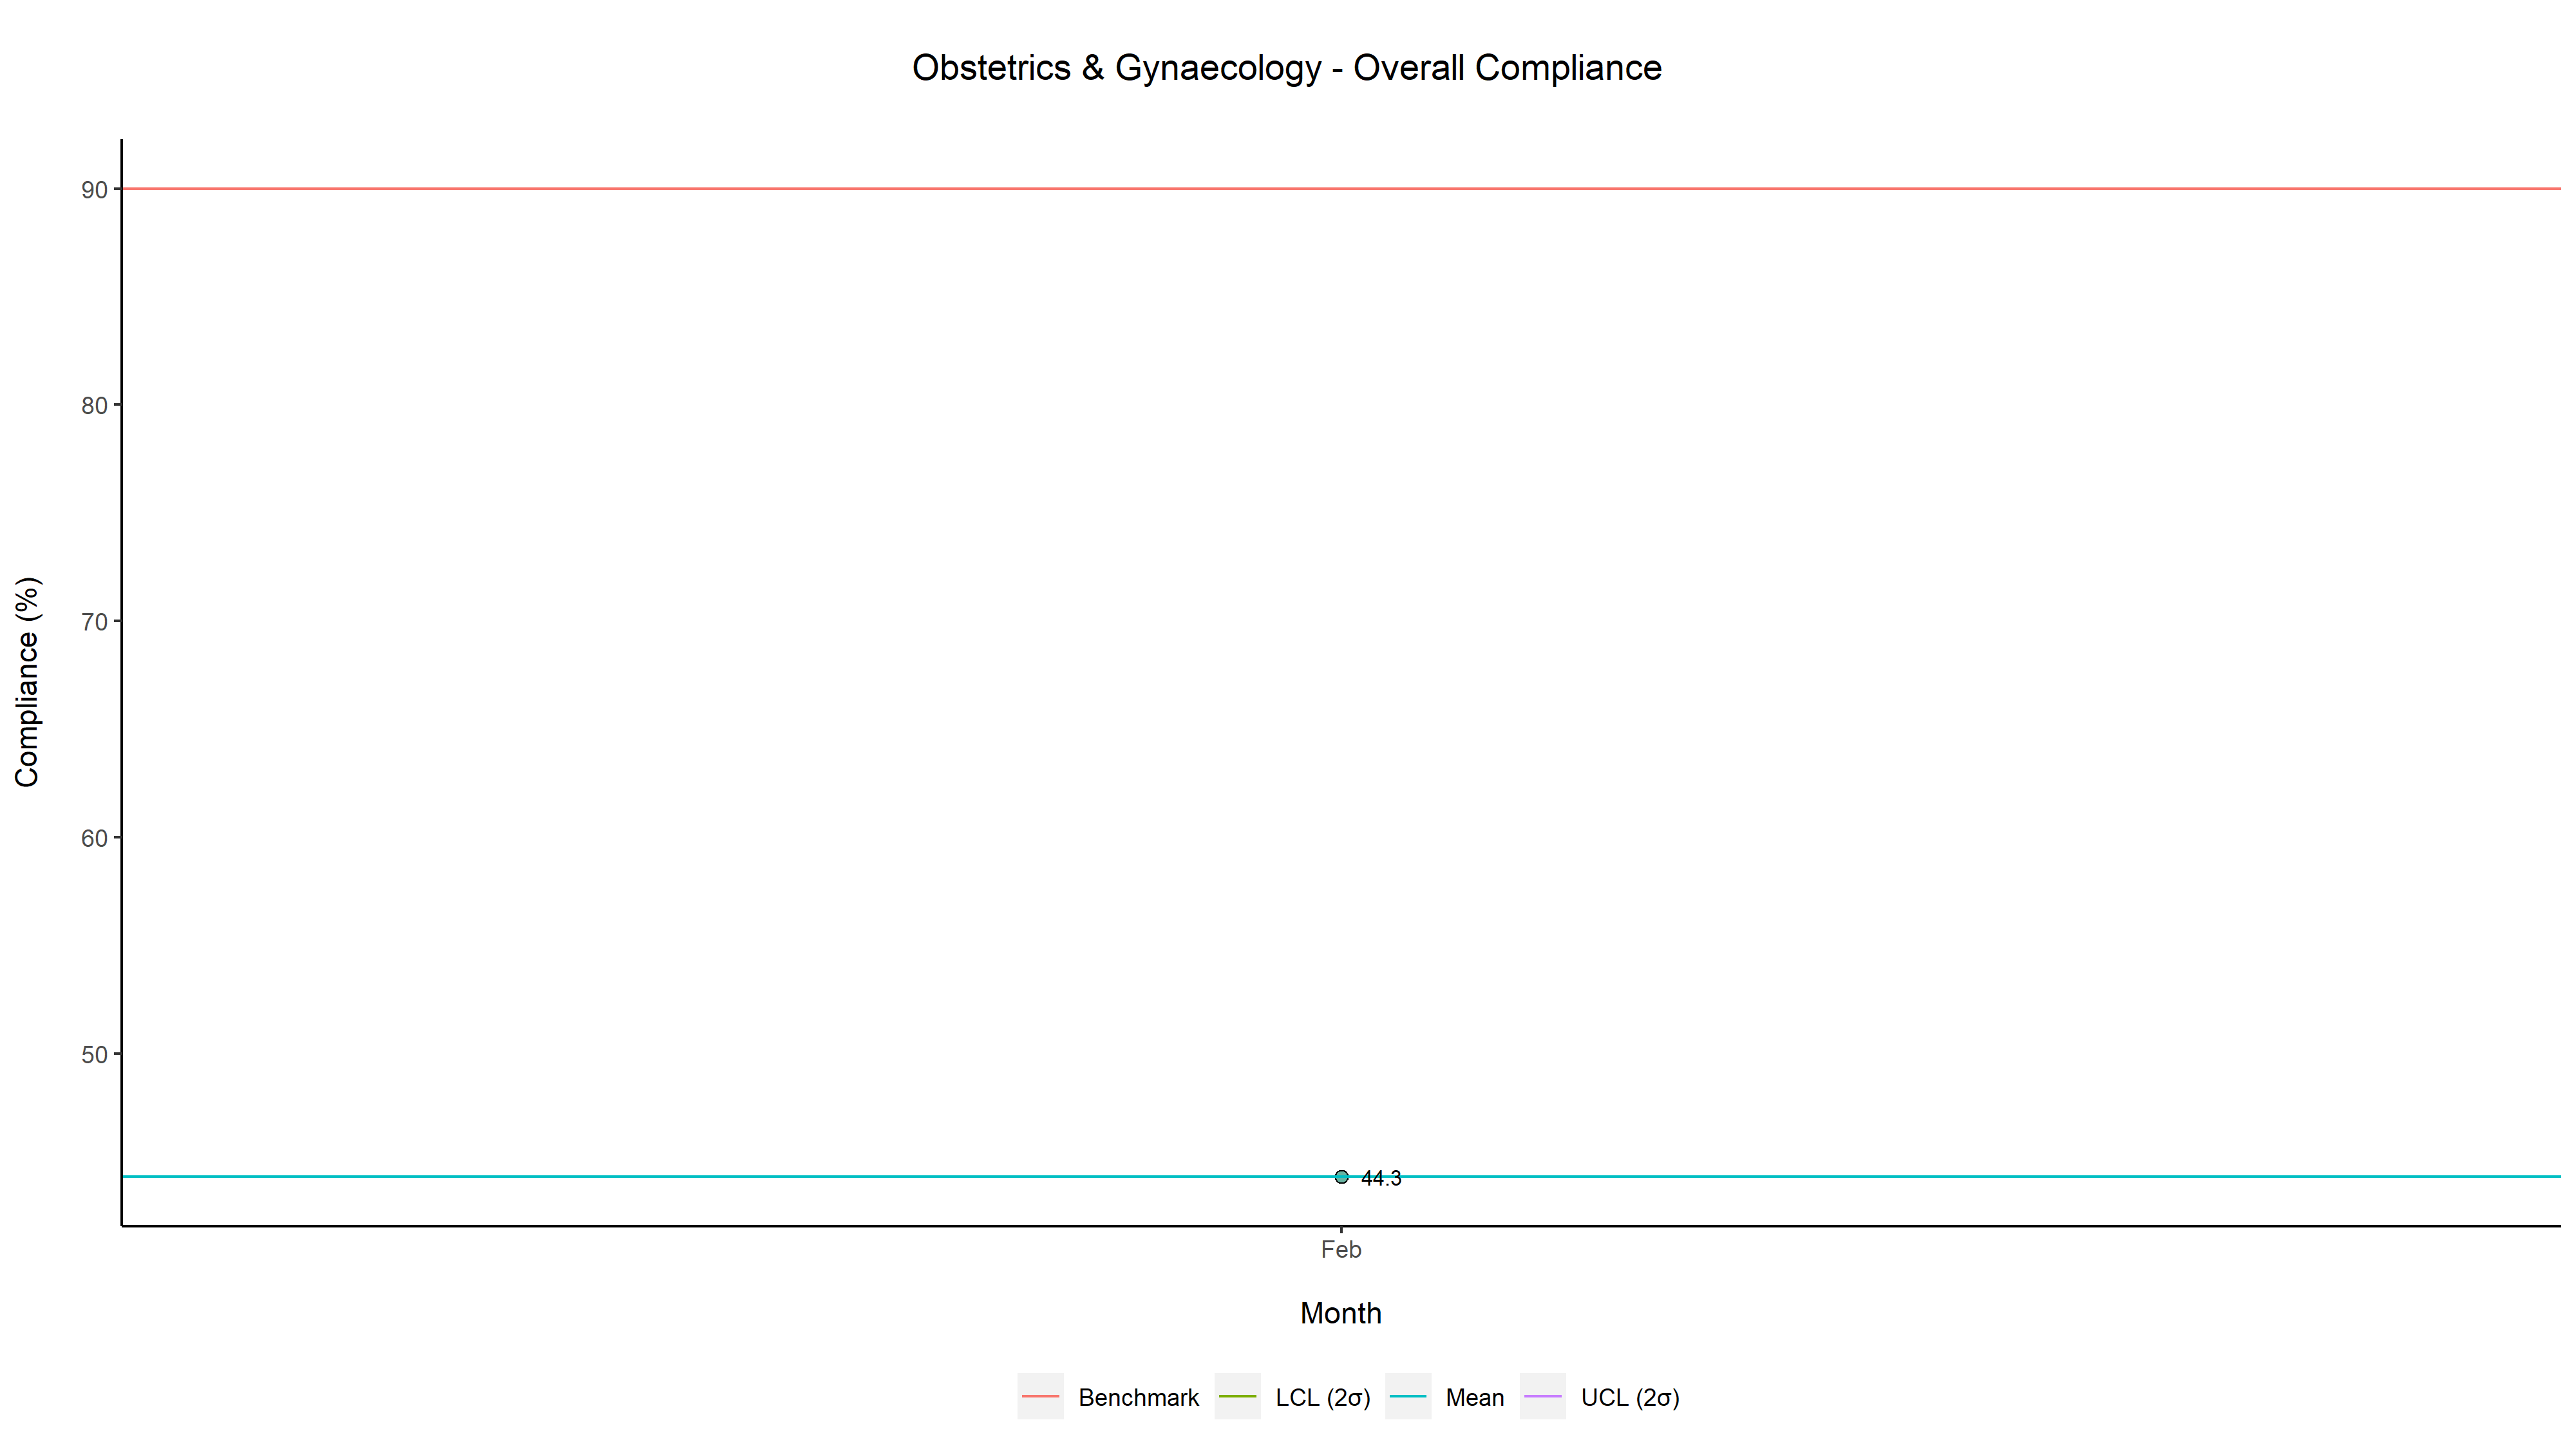 Obstetrics & Gynaecology - Overall Compliance
Compliance (%)
90
80
70
60
50
44.3
Feb
Month
Benchmark LCL (2σ) Mean UCL (2σ)